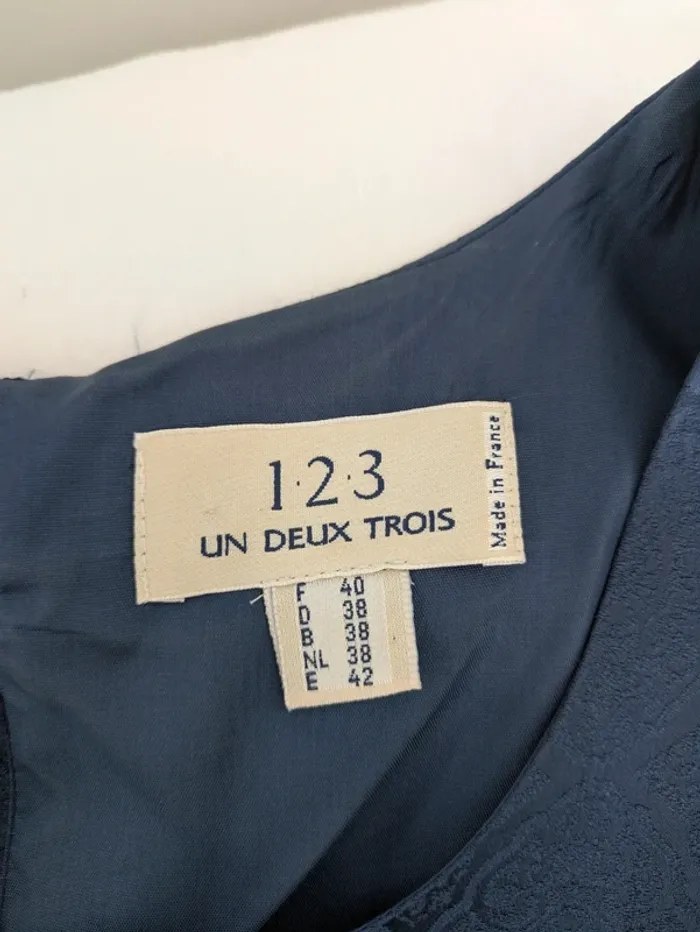 1·2·3
UN DEUX TROIS
Made in France
F 40
D 38
B 38
NL 38
E 42